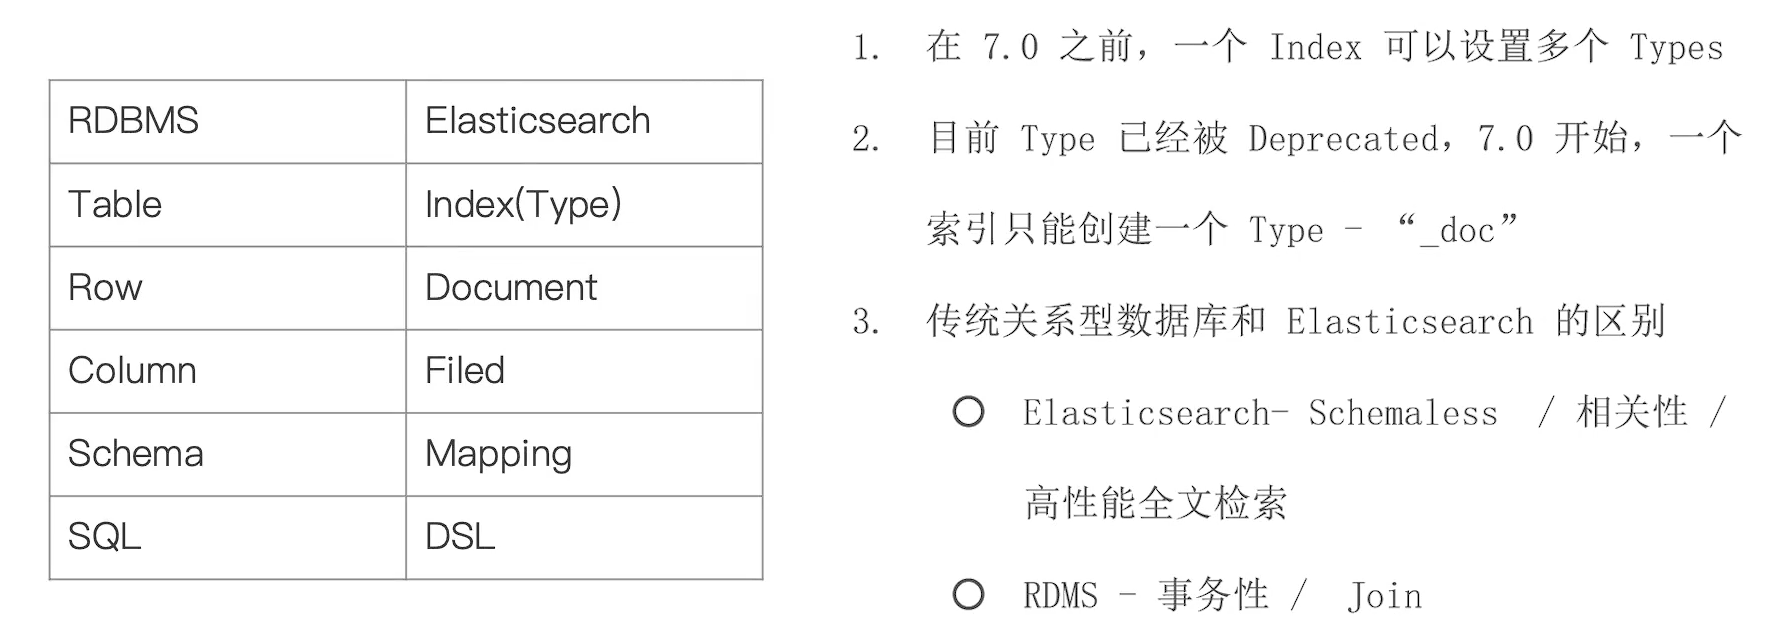 RDBMS Elasticsearch
Table Index(Type)
Row Document
Column Filed
Schema Mapping
SQL DSL
1. 在 7.0 之前，一个 Index 可以设置多个 Types
2. 目前 Type 已经被 Deprecated，7.0 开始，一个
索引只能创建一个 Type - “_doc”
3. 传统关系型数据库和 Elasticsearch 的区别
Elasticsearch- Schemaless / 相关性 /
高性能全文检索
RDMS - 事务性 / Join